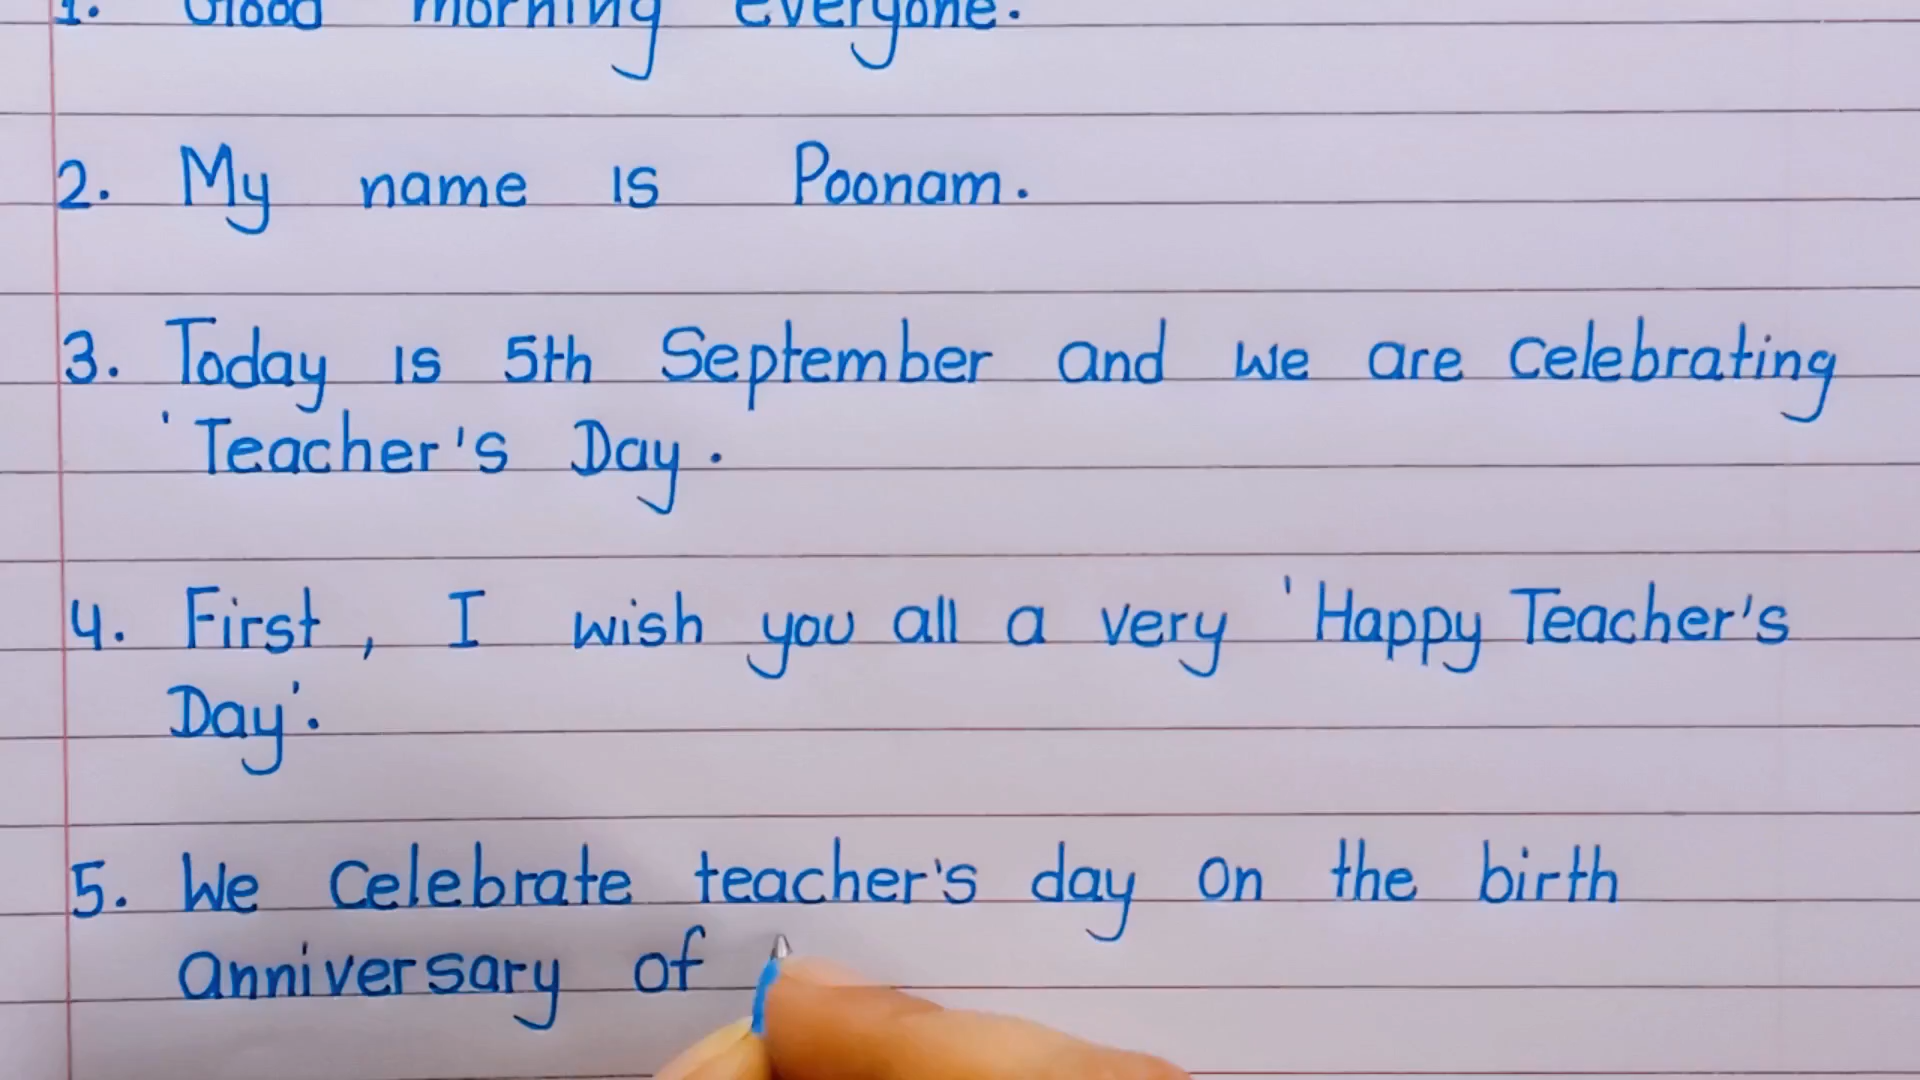 1. Good morning everyone.
2. My name is Poonam.
3. Today is 5th September and we are celebrating
'Teacher's Day.
4. First, I wish you all a very 'Happy Teacher's
Day'.
5. We celebrate teacher's day on the birth
anniversary of